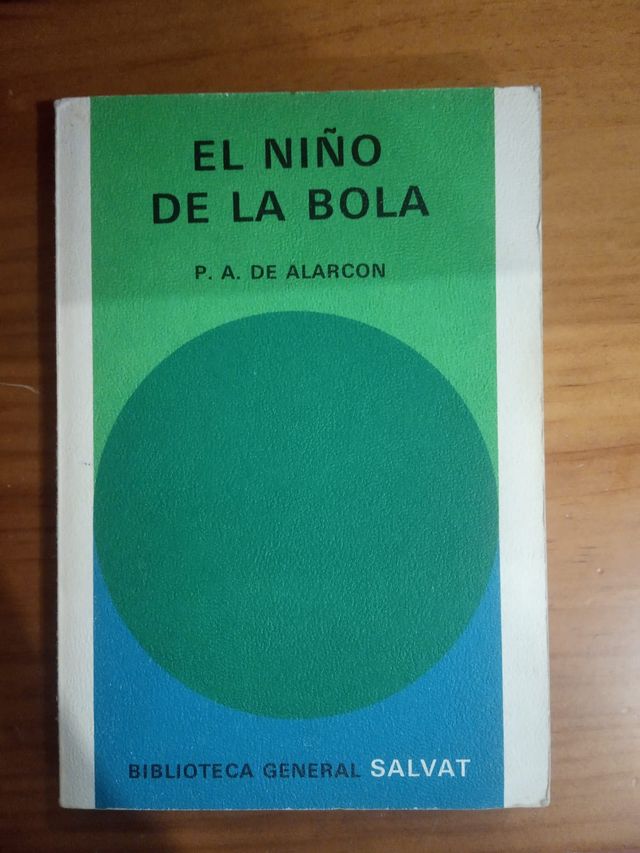 EL NIÑO
DE LA BOLA
P. A. DE ALARCON
BIBLIOTECA GENERAL SALVAT